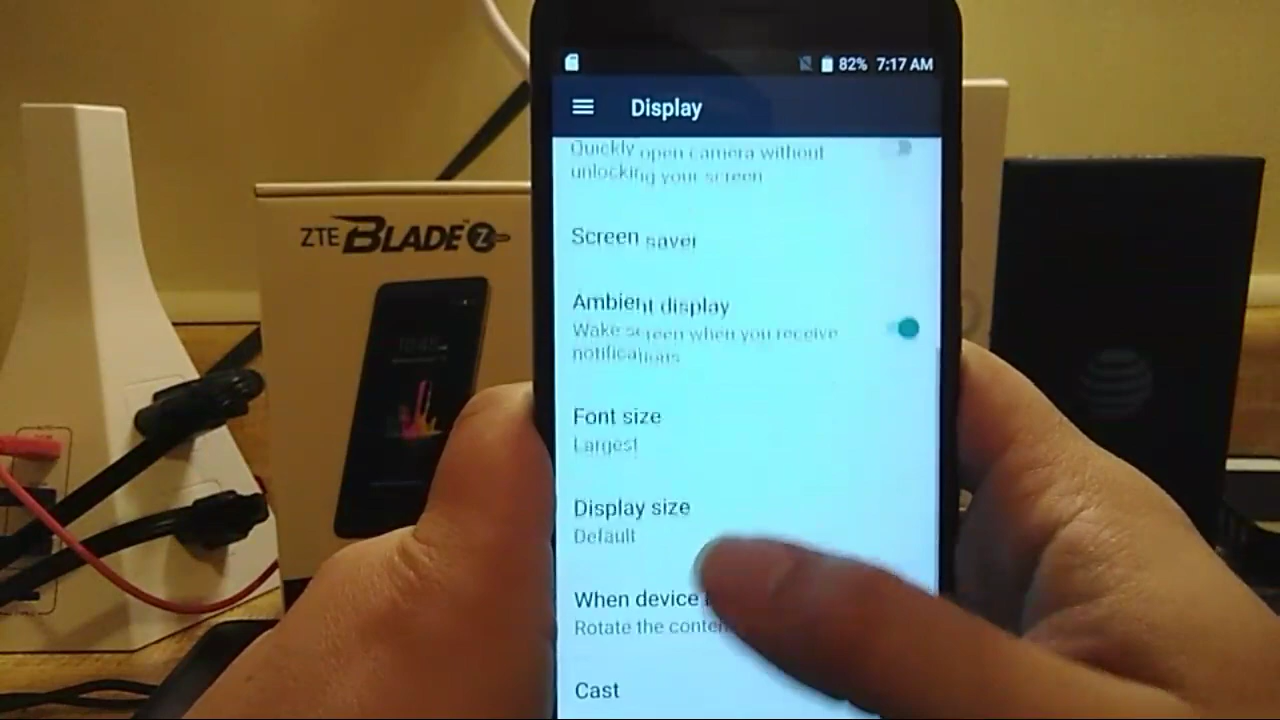 82% 7:17 AM
Display
Quickly open camera without
unlocking your screen
Screen saver
Ambient display
Wake screen when you receive
notifications
Font size
Largest
Display size
Default
When device
Rotate the conten
Cast
ZTE BLADE Z